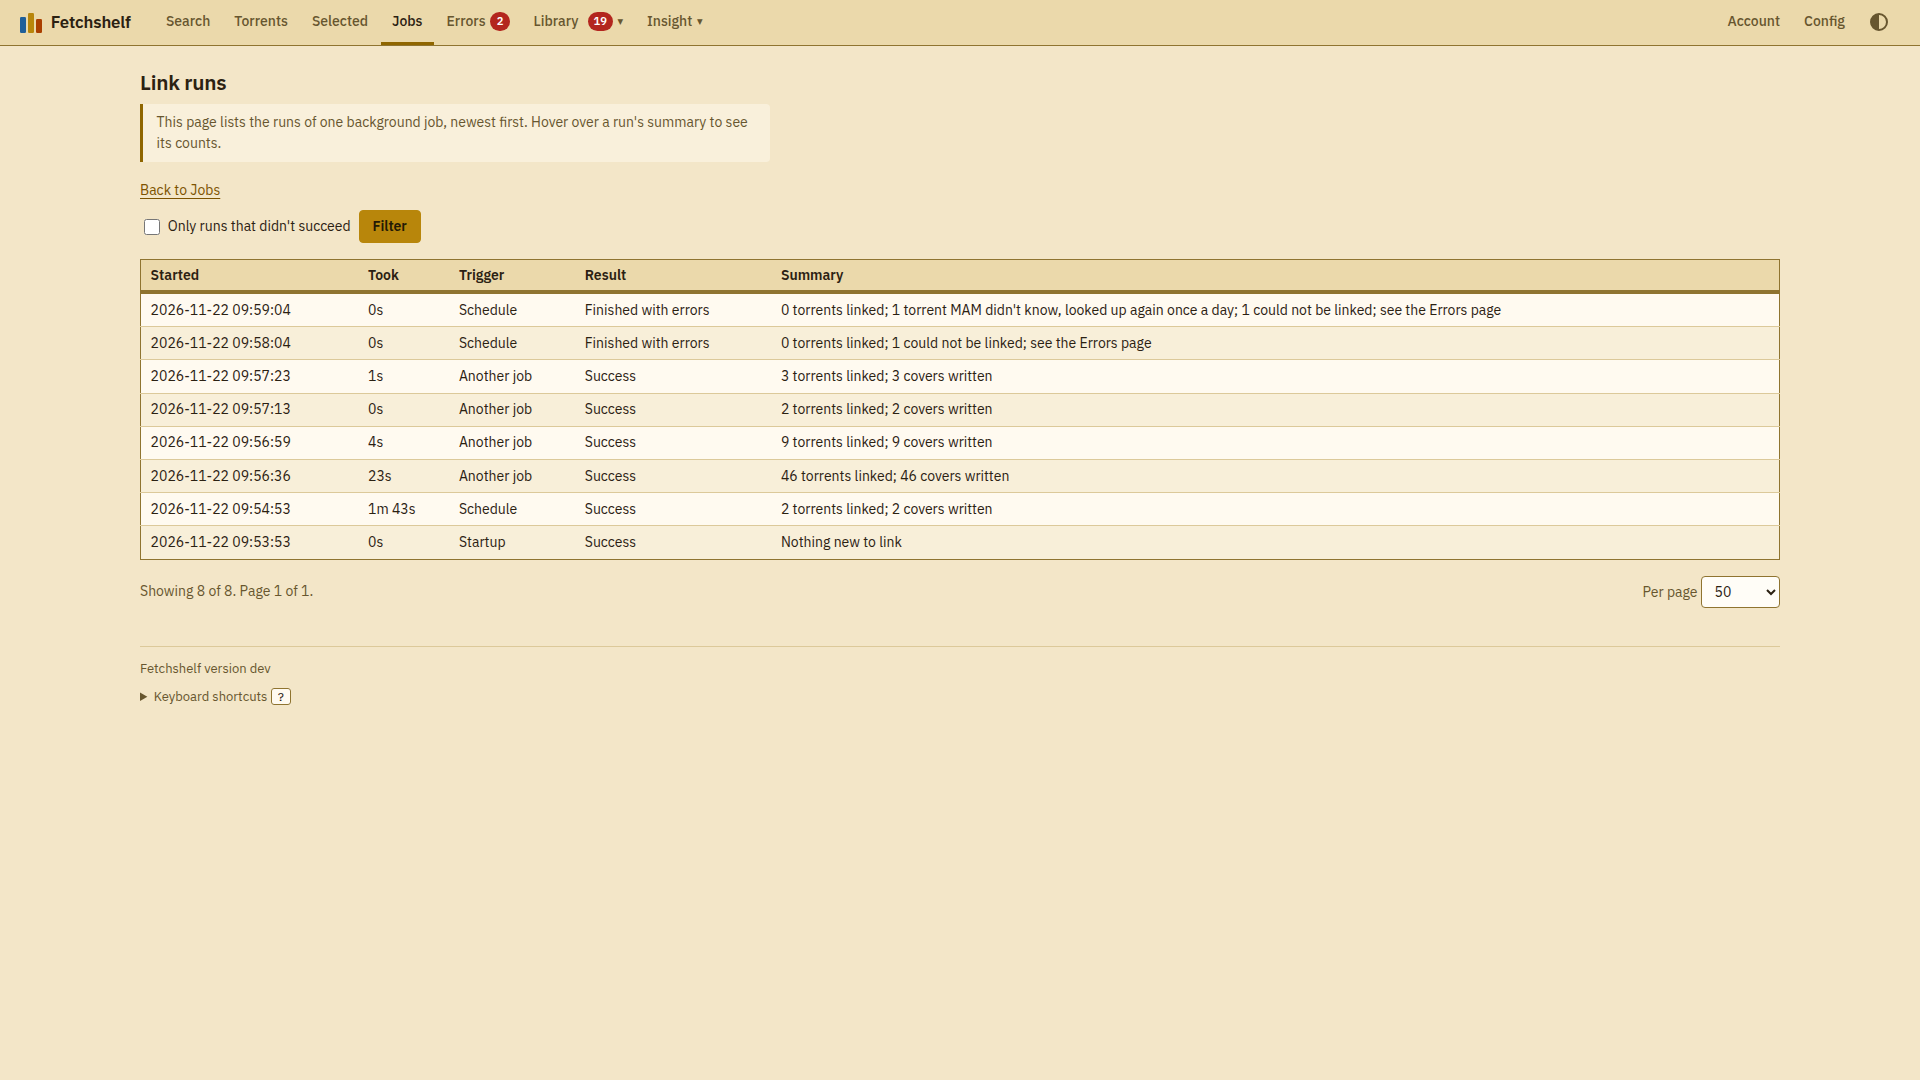 Fetchshelf Search Torrents Selected Jobs Errors 2 Library 19 ▾ Insight ▾ Account Config
Link runs
This page lists the runs of one background job, newest first. Hover over a run's summary to see
its counts.
Back to Jobs
Only runs that didn't succeed Filter
Started Took Trigger Result Summary
2026-11-22 09:59:04 0s Schedule Finished with errors 0 torrents linked; 1 torrent MAM didn't know, looked up again once a day; 1 could not be linked; see the Errors page
2026-11-22 09:58:04 0s Schedule Finished with errors 0 torrents linked; 1 could not be linked; see the Errors page
2026-11-22 09:57:23 1s Another job Success 3 torrents linked; 3 covers written
2026-11-22 09:57:13 0s Another job Success 2 torrents linked; 2 covers written
2026-11-22 09:56:59 4s Another job Success 9 torrents linked; 9 covers written
2026-11-22 09:56:36 23s Another job Success 46 torrents linked; 46 covers written
2026-11-22 09:54:53 1m 43s Schedule Success 2 torrents linked; 2 covers written
2026-11-22 09:53:53 0s Startup Success Nothing new to link
Showing 8 of 8. Page 1 of 1. Per page 50
Fetchshelf version dev
▶ Keyboard shortcuts ?